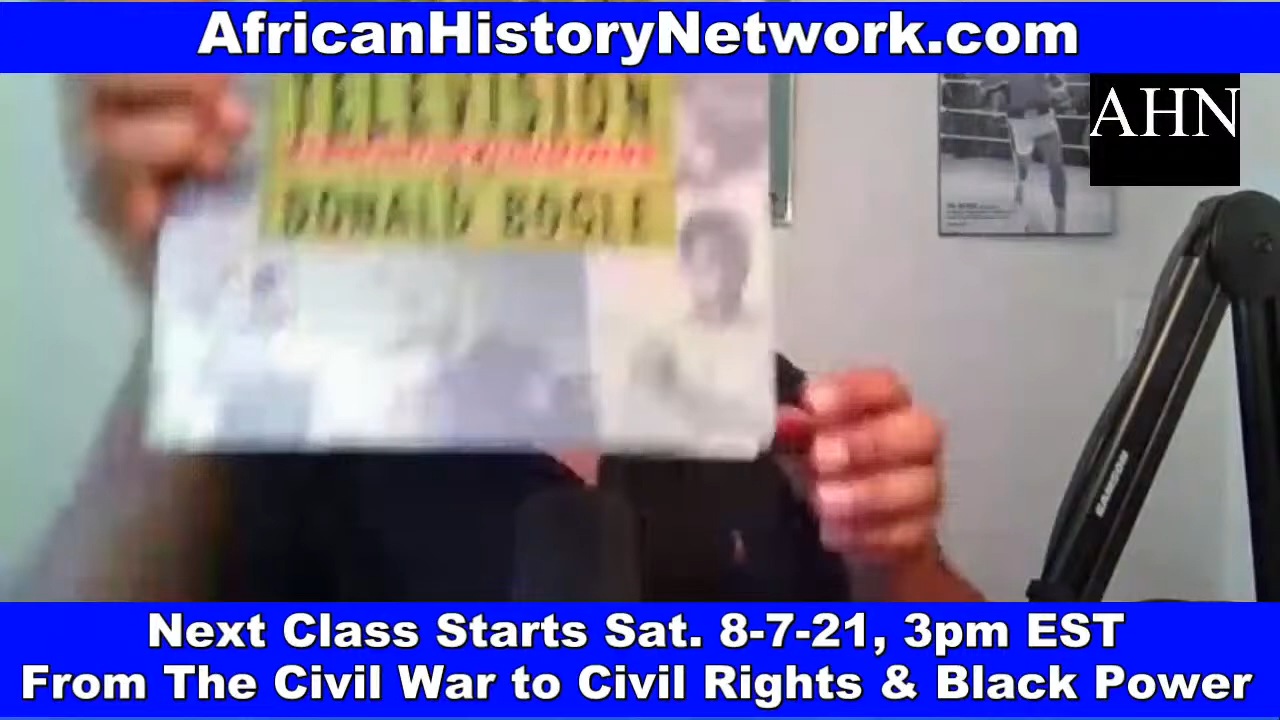 AfricanHistoryNetwork.com
AHN
TELEVISION
DONALD BOGLE
SAMSON
Next Class Starts Sat. 8-7-21, 3pm EST
From The Civil War to Civil Rights & Black Power